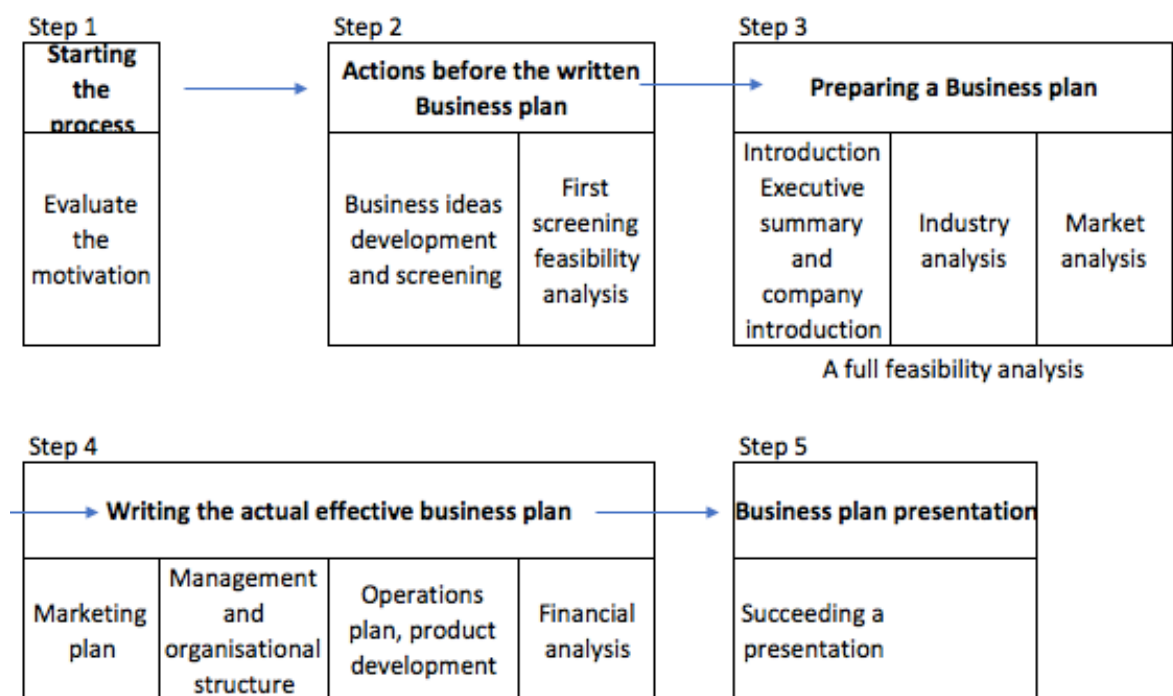 Step 1
Starting
the
process
Evaluate
the
motivation
Step 2
Actions before the written
Business plan
Business ideas
development
and screening
First
screening
feasibility
analysis
Step 3
Preparing a Business plan
Introduction
Executive
summary
and
company
introduction
Industry
analysis
Market
analysis
A full feasibility analysis
Step 4
Writing the actual effective business plan
Marketing
plan
Management
and
organisational
structure
Operations
plan, product
development
Financial
analysis
Step 5
Business plan presentation
Succeeding a
presentation